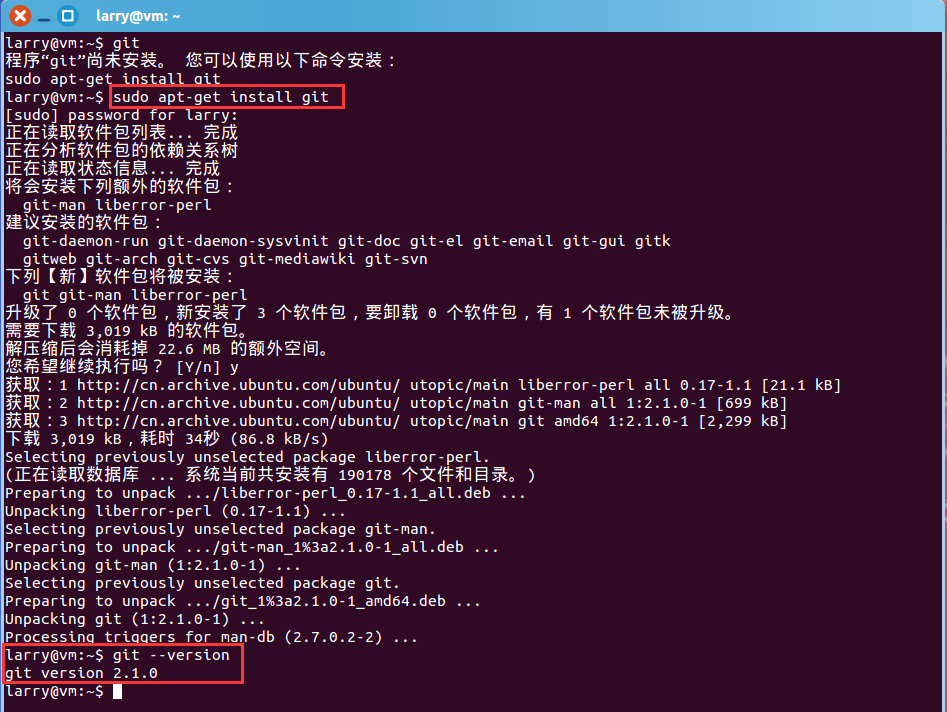 larry@vm: ~
larry@vm:~$ git
程序“git”尚未安装。 您可以使用以下命令安装：
sudo apt-get install git
larry@vm:~$ sudo apt-get install git
[sudo] password for larry:
正在读取软件包列表... 完成
正在分析软件包的依赖关系树
正在读取状态信息... 完成
将会安装下列额外的软件包：
  git-man liberror-perl
建议安装的软件包：
  git-daemon-run git-daemon-sysvinit git-doc git-el git-email git-gui gitk
  gitweb git-arch git-cvs git-mediawiki git-svn
下列【新】软件包将被安装：
  git git-man liberror-perl
升级了 0 个软件包，新安装了 3 个软件包，要卸载 0 个软件包，有 1 个软件包未被升级。
需要下载 3,019 kB 的软件包。
解压缩后会消耗掉 22.6 MB 的额外空间。
您希望继续执行吗？ [Y/n] y
获取：1 http://cn.archive.ubuntu.com/ubuntu/ utopic/main liberror-perl all 0.17-1.1 [21.1 kB]
获取：2 http://cn.archive.ubuntu.com/ubuntu/ utopic/main git-man all 1:2.1.0-1 [699 kB]
获取：3 http://cn.archive.ubuntu.com/ubuntu/ utopic/main git amd64 1:2.1.0-1 [2,299 kB]
下载 3,019 kB，耗时 34秒 (86.8 kB/s)
Selecting previously unselected package liberror-perl.
(正在读取数据库 ... 系统当前共安装有 190178 个文件和目录。)
Preparing to unpack .../liberror-perl_0.17-1.1_all.deb ...
Unpacking liberror-perl (0.17-1.1) ...
Selecting previously unselected package git-man.
Preparing to unpack .../git-man_1%3a2.1.0-1_all.deb ...
Unpacking git-man (1:2.1.0-1) ...
Selecting previously unselected package git.
Preparing to unpack .../git_1%3a2.1.0-1_amd64.deb ...
Unpacking git (1:2.1.0-1) ...
Processing triggers for man-db (2.7.0.2-2) ...
larry@vm:~$ git --version
git version 2.1.0
larry@vm:~$